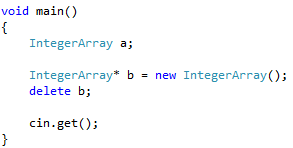 void main()
{
    IntegerArray a;

    IntegerArray* b = new IntegerArray();
    delete b;

    cin.get();
}